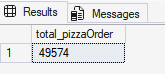 Results Messages
total_pizzaOrder
1 49574